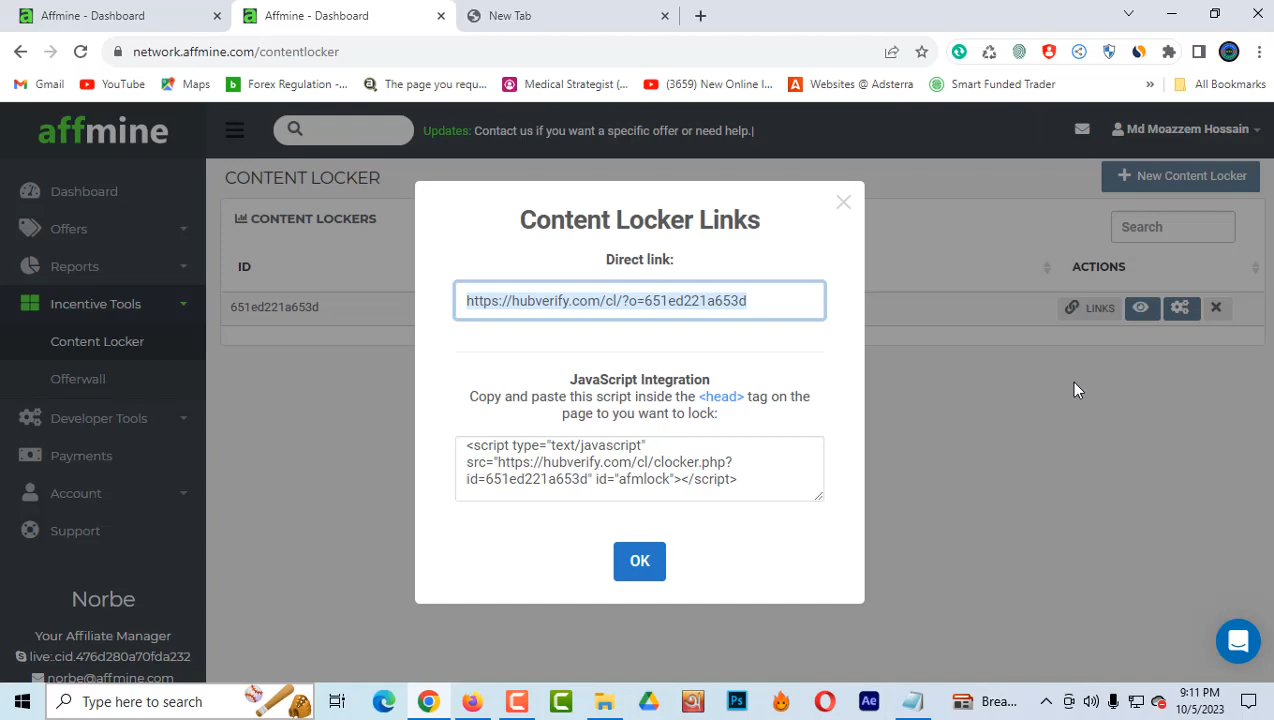 Affmine - Dashboard
Affmine - Dashboard
New Tab
network.affmine.com/contentlocker
Gmail
YouTube
Maps
Forex Regulation -...
The page you requ...
Medical Strategist (...
(3659) New Online I...
Websites @ Adsterra
Smart Funded Trader
»
All Bookmarks
affmine
Updates: Contact us if you want a specific offer or need help.|
Md Moazzem Hossain
Dashboard
Offers
Reports
Incentive Tools
Content Locker
Offerwall
Developer Tools
Payments
Account
Support
Norbe
Your Affiliate Manager
live:.cid.476d280a70fda232
norbe@affmine.com
CONTENT LOCKER
+ New Content Locker
CONTENT LOCKERS
Search
ID
ACTIONS
651ed221a653d
LINKS
Content Locker Links
Direct link:
https://hubverify.com/cl/?o=651ed221a653d
JavaScript Integration
Copy and paste this script inside the <head> tag on the
page to you want to lock:
<script type="text/javascript"
src="https://hubverify.com/cl/clocker.php?
id=651ed221a653d" id="afmlock"></script>
OK
Type here to search
Ps
Ae
Brea...
9:11 PM
10/5/2023